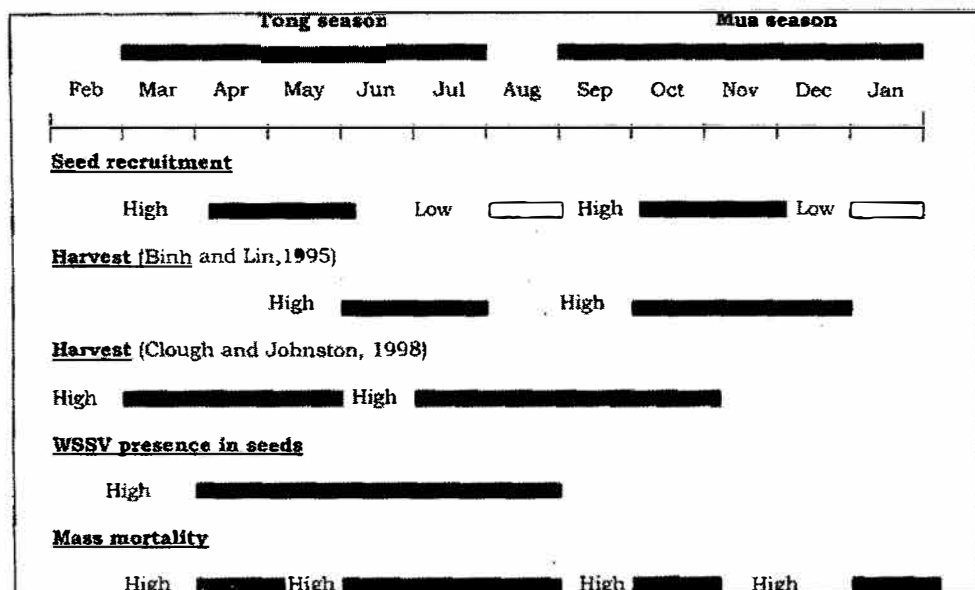 Tong season Mua season
Feb Mar Apr May Jun Jul Aug Sep Oct Nov Dec Jan
Seed recruitment
High Low High Low
Harvest (Binh and Lin,1995)
High High
Harvest (Clough and Johnston, 1998)
High High
WSSV presence in seeds
High
Mass mortality
High High High High